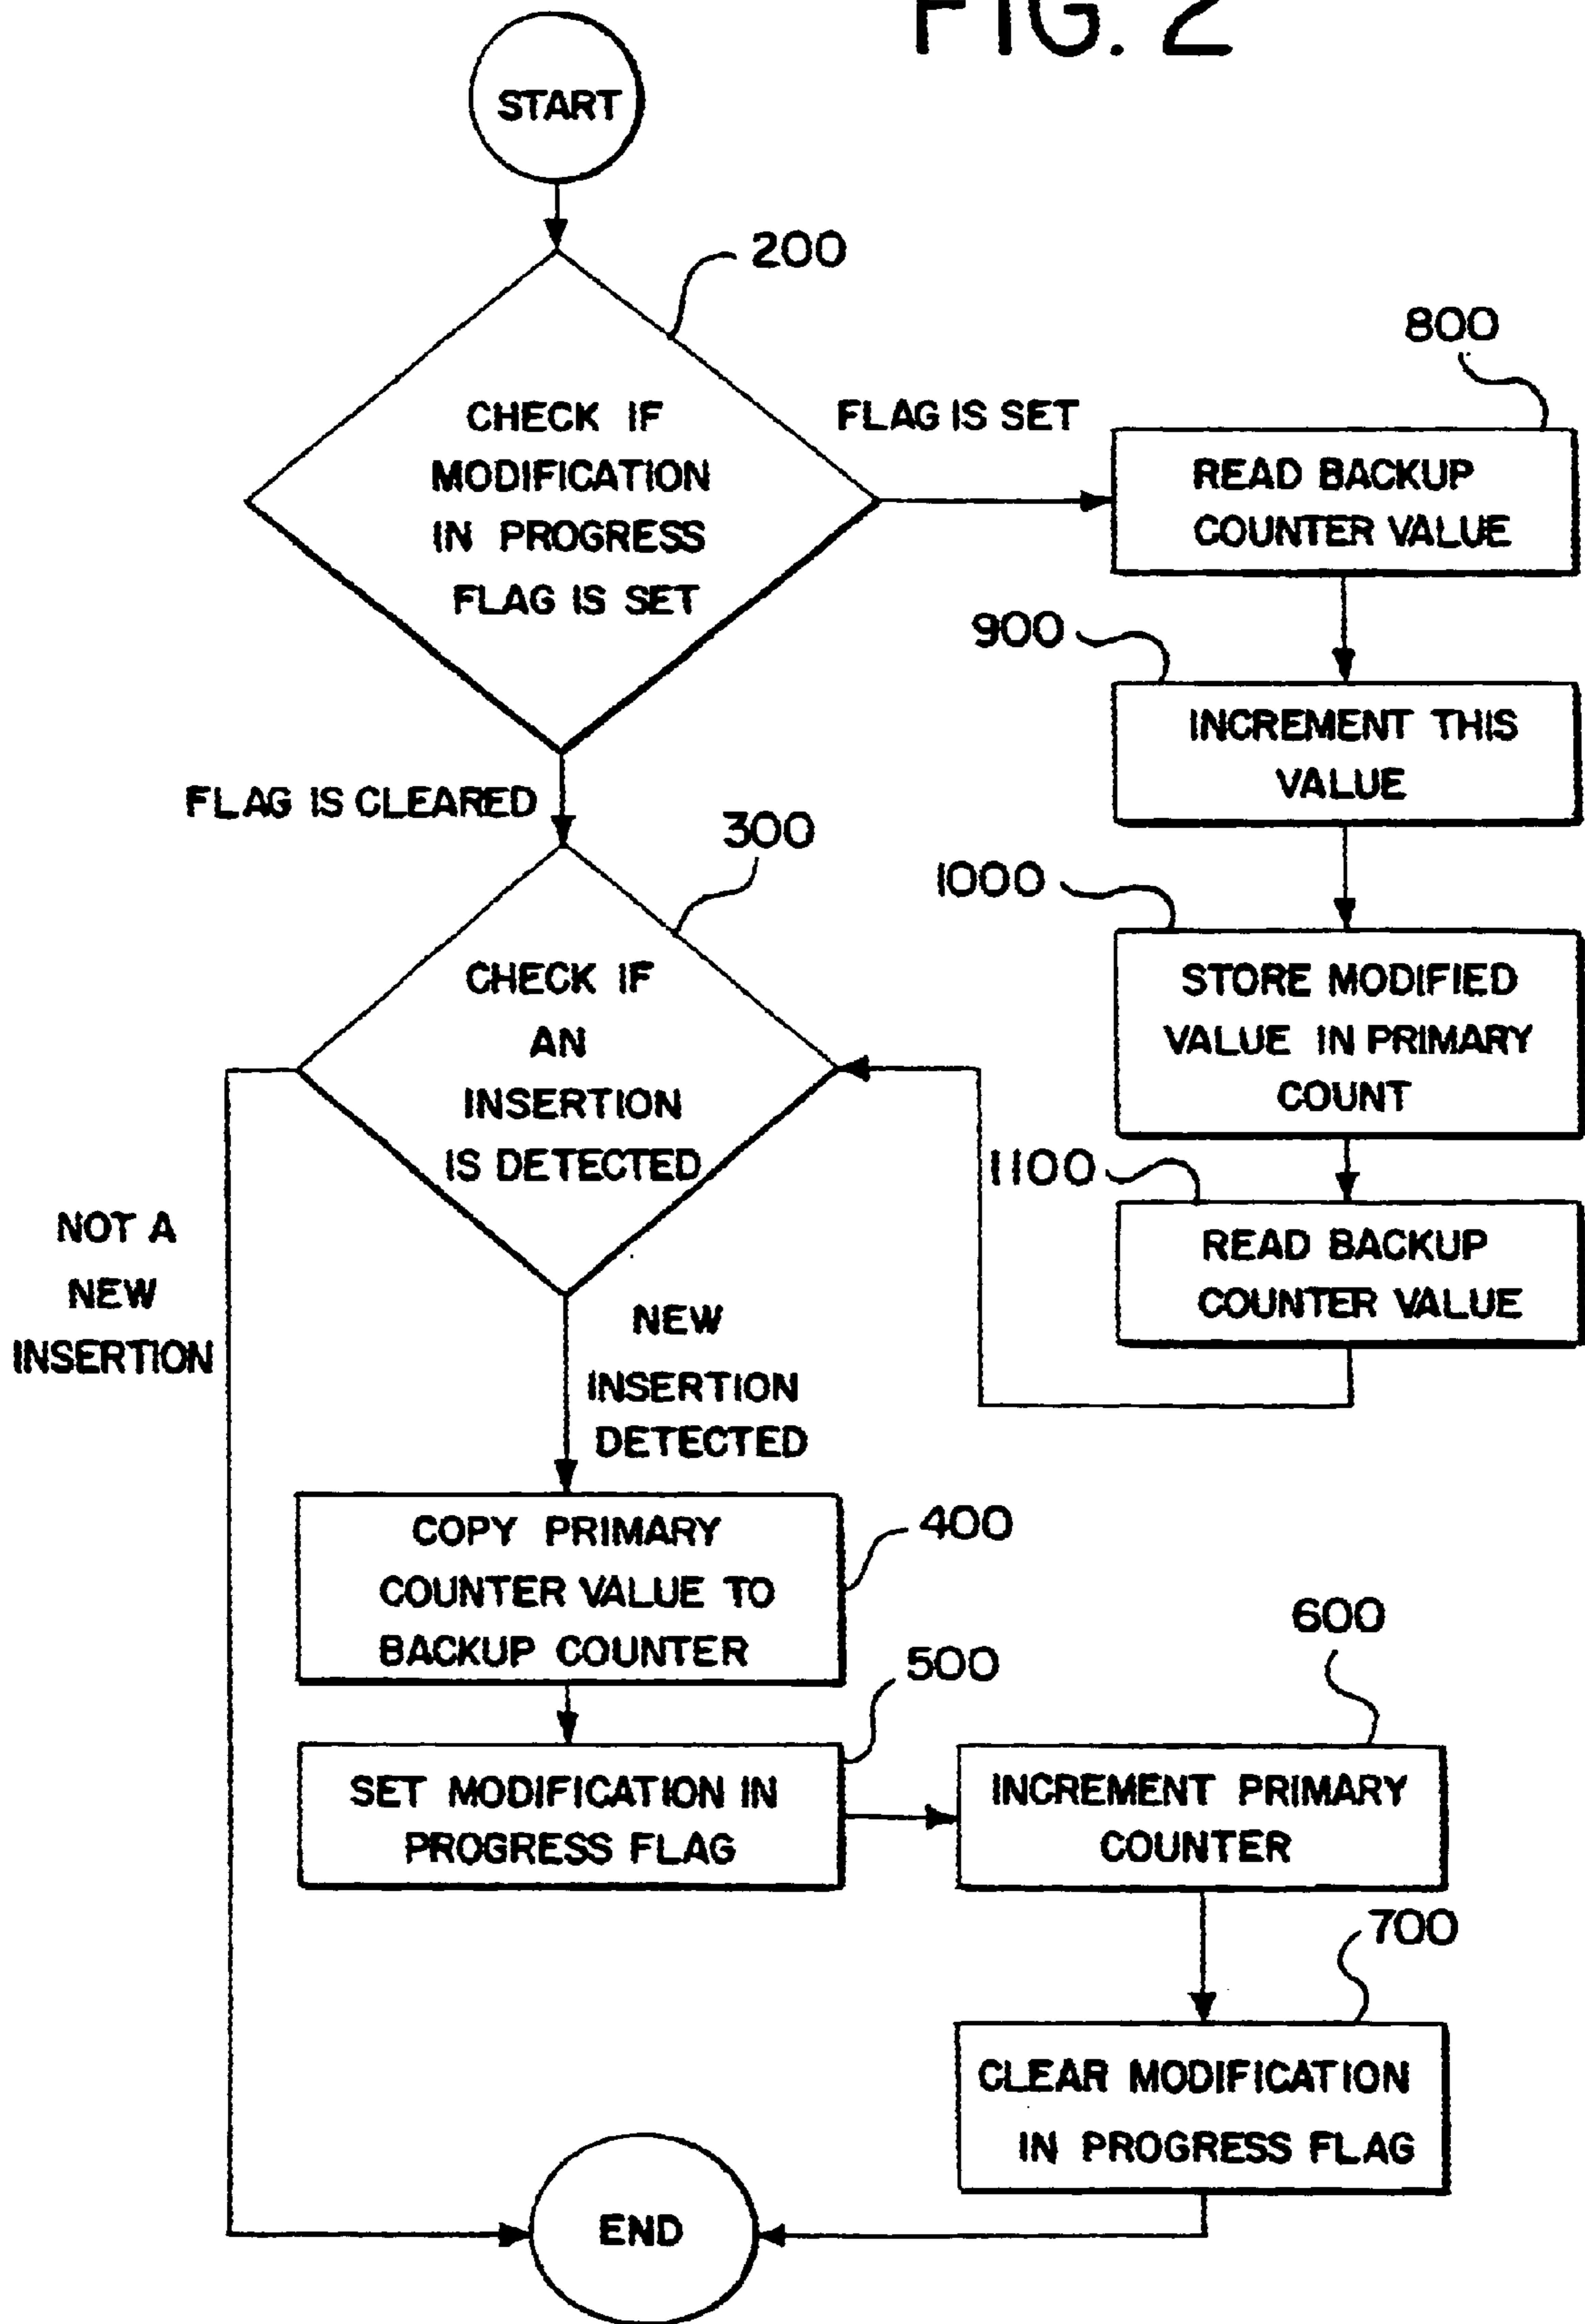 FIG. 2
START
200
CHECK IF
MODIFICATION
IN PROGRESS
FLAG IS SET
FLAG IS SET
800
READ BACKUP
COUNTER VALUE
900
INCREMENT THIS
VALUE
FLAG IS CLEARED
300
1000
STORE MODIFIED
VALUE IN PRIMARY
COUNT
CHECK IF
AN
INSERTION
IS DETECTED
1100
READ BACKUP
COUNTER VALUE
NOT A
NEW
INSERTION
NEW
INSERTION
DETECTED
COPY PRIMARY
COUNTER VALUE TO
BACKUP COUNTER
400
500
SET MODIFICATION IN
PROGRESS FLAG
600
INCREMENT PRIMARY
COUNTER
700
CLEAR MODIFICATION
IN PROGRESS FLAG
END